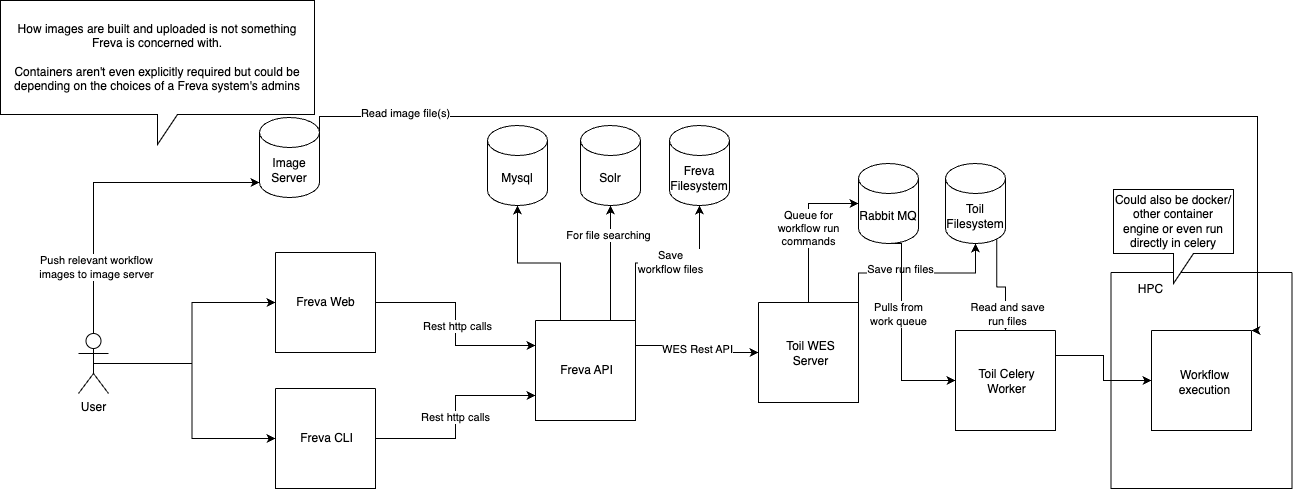 How images are built and uploaded is not something
Freva is concerned with.
Containers aren't even explicitly required but could be
depending on the choices of a Freva system's admins
Read image file(s)
Image
Server
Mysql
Solr
Freva
Filesystem
Rabbit MQ
Toil
Filesystem
Could also be docker/
other container
engine or even run
directly in celery
Queue for
workflow run
commands
For file searching
Save
workflow files
Save run files
Push relevant workflow
images to image server
HPC
Freva Web
Rest http calls
Pulls from
work queue
Read and save
run files
Freva API
WES Rest API
Toil WES
Server
Toil Celery
Worker
Workflow
execution
User
Rest http calls
Freva CLI